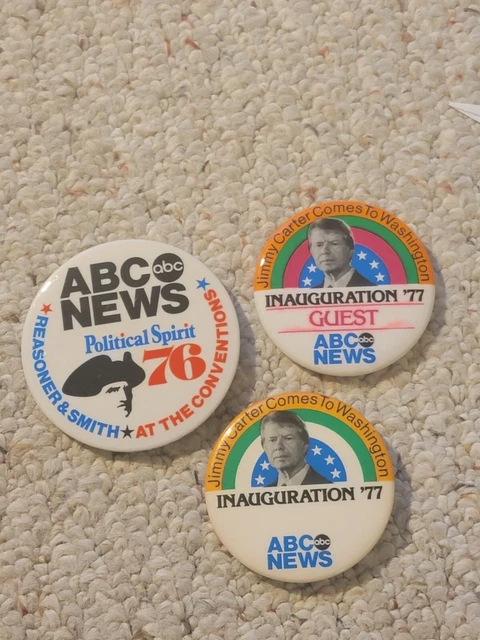 ABC abc
NEWS
Political Spirit
76
REASONER & SMITH ★ AT THE CONVENTIONS ★ ★
Jimmy Carter Comes To Washington
INAUGURATION '77
GUEST
ABC abc
NEWS
Jimmy Carter Comes To Washington
INAUGURATION '77
ABC abc
NEWS